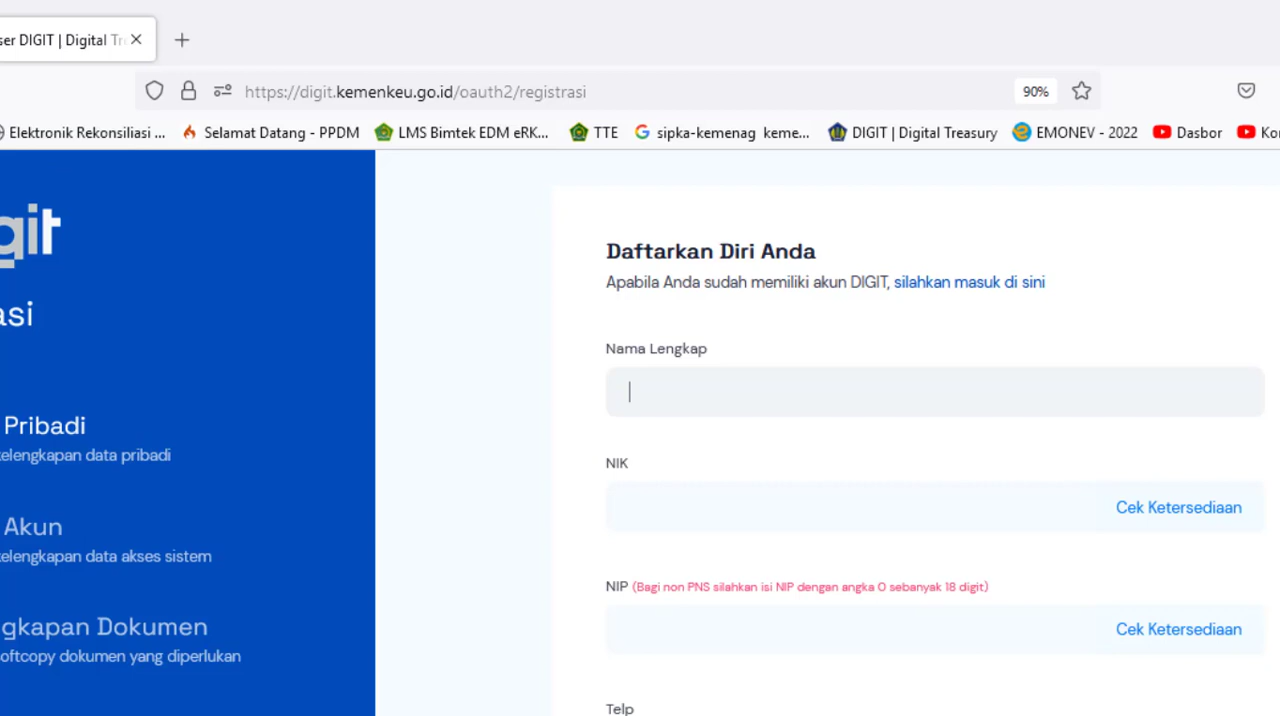 ser DIGIT | Digital Tr
https://digit.kemenkeu.go.id/oauth2/registrasi
90%
Elektronik Rekonsiliasi ...
Selamat Datang - PPDM
LMS Bimtek EDM eRK...
TTE
sipka-kemenag keme...
DIGIT | Digital Treasury
EMONEV - 2022
Dasbor
Kor
git
asi
Pribadi
elengkapan data pribadi
Akun
elengkapan data akses sistem
gkapan Dokumen
oftcopy dokumen yang diperlukan
Daftarkan Diri Anda
Apabila Anda sudah memiliki akun DIGIT, silahkan masuk di sini
Nama Lengkap
NIK
Cek Ketersediaan
NIP (Bagi non PNS silahkan isi NIP dengan angka 0 sebanyak 18 digit)
Cek Ketersediaan
Telp